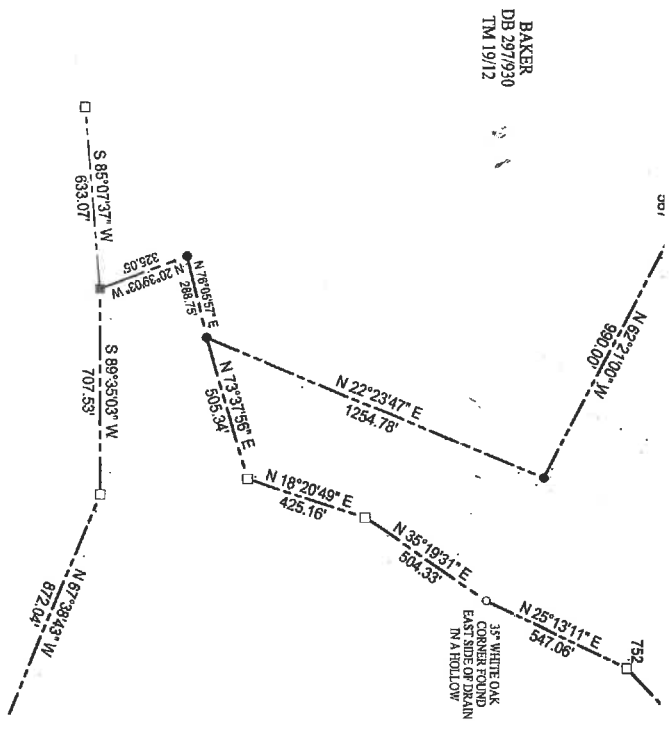 BAKER
DB 297/930
TM 19/12
S 85°07'37" W
633.07'
N 20°39'03" W
325.05'
N 76°05'57" E
288.75'
S 89°35'03" W
707.53'
N 73°37'56" E
505.34'
N 22°23'47" E
1254.78'
N 62°21'00" W
990.00'
N 18°20'49" E
425.16'
N 35°19'31" E
504.33'
N 25°13'11" E
547.06'
752
35" WHITE OAK
CORNER FOUND
EAST SIDE OF DRAIN
IN A HOLLOW
N 67°38'43" W
872.04'